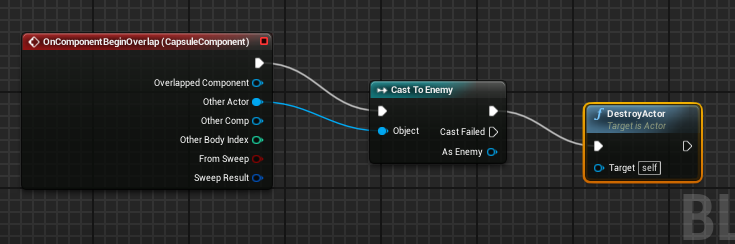 OnComponentBeginOverlap (CapsuleComponent)
Overlapped Component
Other Actor
Other Comp
Other Body Index
From Sweep
Sweep Result
Cast To Enemy
Object
Cast Failed
As Enemy
DestroyActor
Target is Actor
Target self
BL